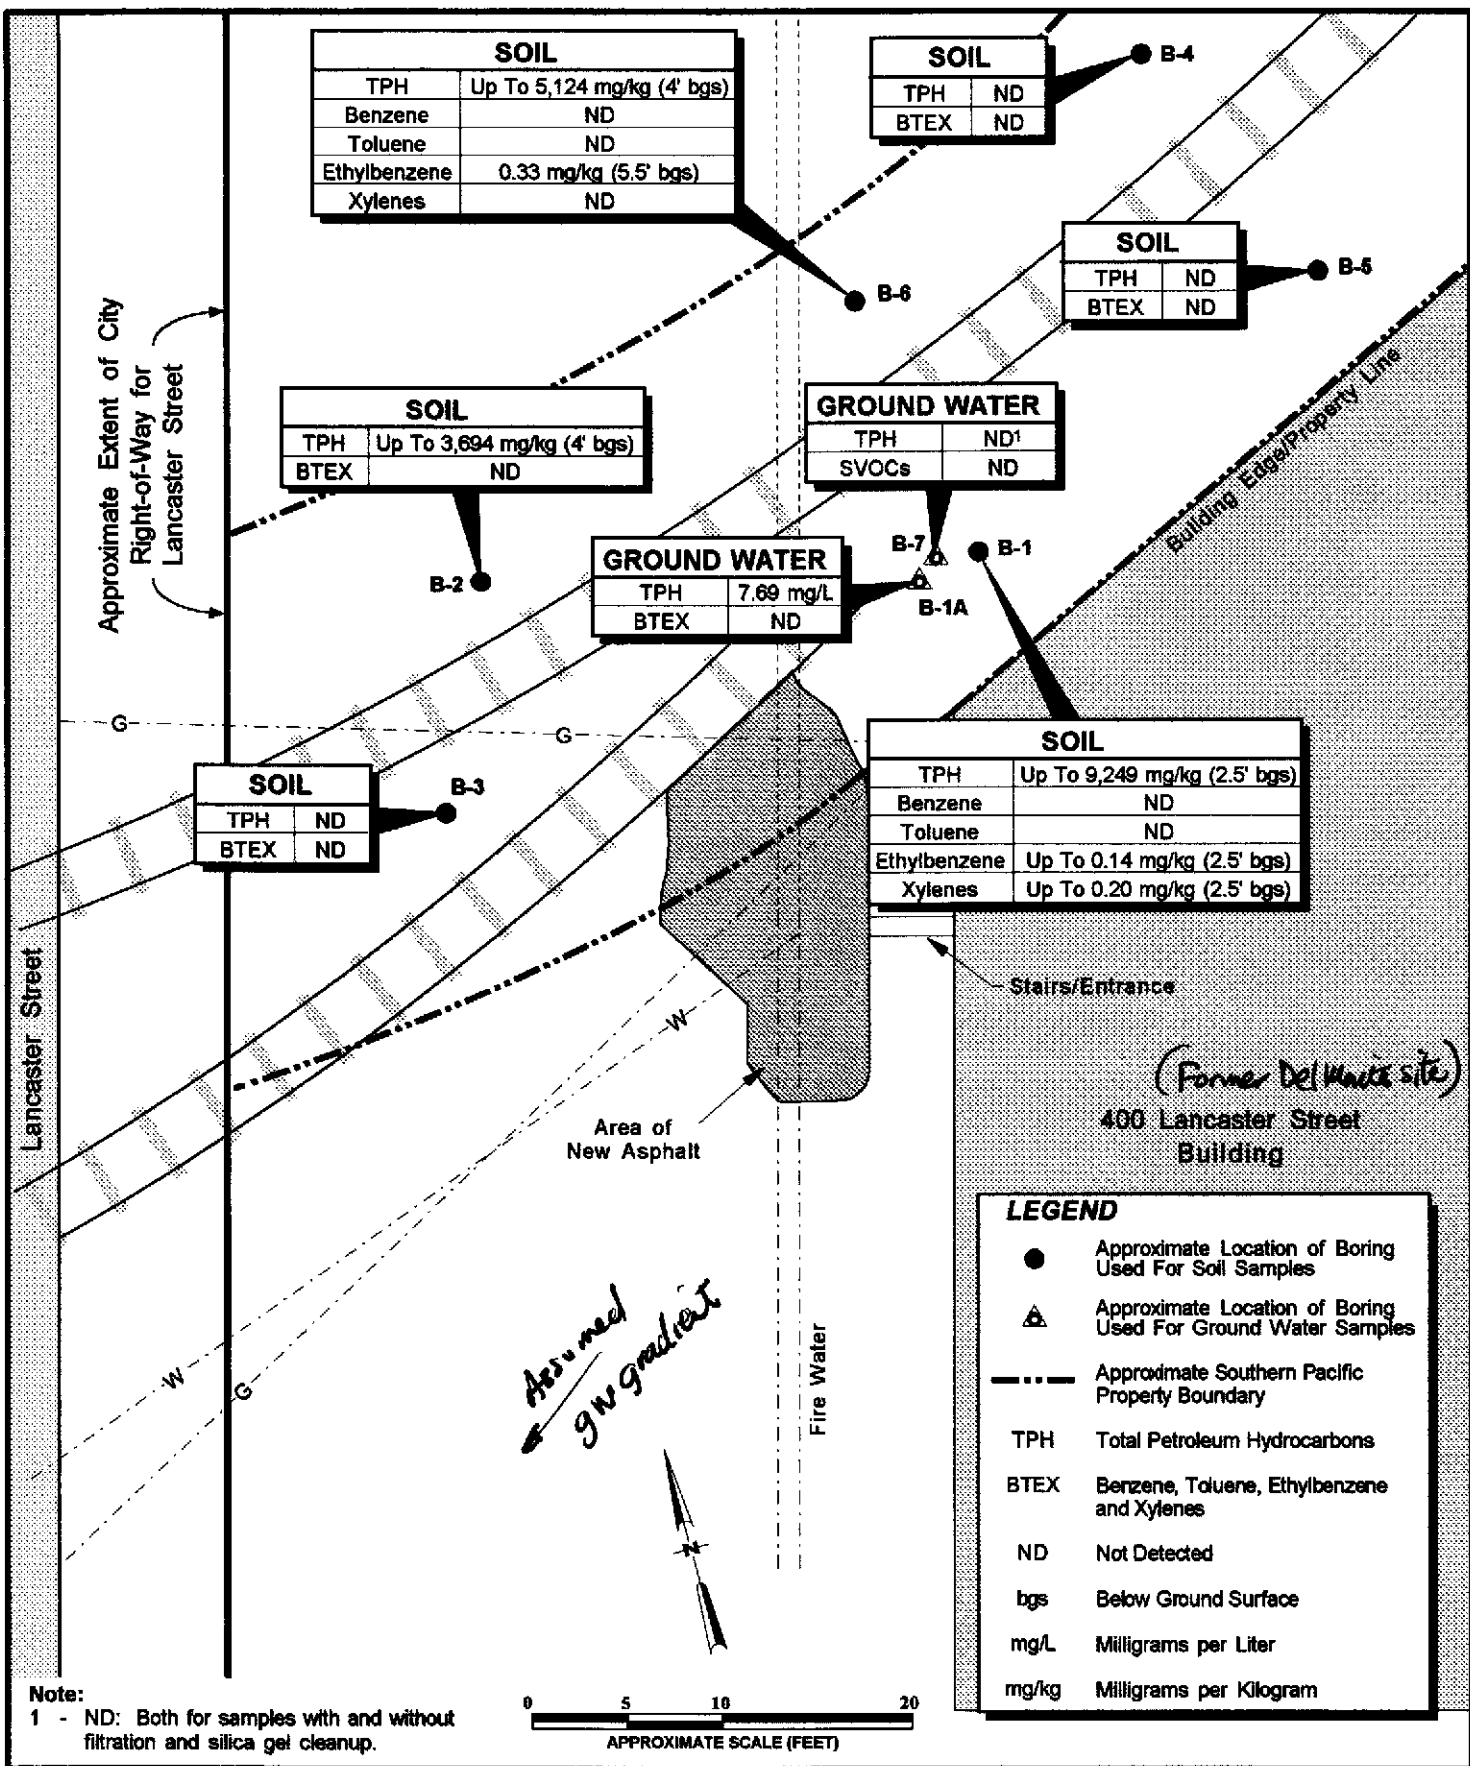 SOIL
TPH Up To 5,124 mg/kg (4' bgs)
Benzene ND
Toluene ND
Ethylbenzene 0.33 mg/kg (5.5' bgs)
Xylenes ND
SOIL
TPH ND
BTEX ND
B-4
SOIL
TPH ND
BTEX ND
B-5
B-6
Approximate Extent of City
Right-of-Way for
Lancaster Street
SOIL
TPH Up To 3,694 mg/kg (4' bgs)
BTEX ND
B-2
GROUND WATER
TPH ND¹
SVOCs ND
Building Edge/Property Line
B-7
B-1
GROUND WATER
TPH 7.69 mg/L
BTEX ND
B-1A
G
G
SOIL
TPH ND
BTEX ND
B-3
SOIL
TPH Up To 9,249 mg/kg (2.5' bgs)
Benzene ND
Toluene ND
Ethylbenzene Up To 0.14 mg/kg (2.5' bgs)
Xylenes Up To 0.20 mg/kg (2.5' bgs)
Lancaster Street
Stairs/Entrance
W
(Former Del Monte site)
400 Lancaster Street
Building
Area of
New Asphalt
W
G
Assumed
gw gradient
Fire Water
N
LEGEND
Approximate Location of Boring
Used For Soil Samples
Approximate Location of Boring
Used For Ground Water Samples
Approximate Southern Pacific
Property Boundary
TPH Total Petroleum Hydrocarbons
BTEX Benzene, Toluene, Ethylbenzene
and Xylenes
ND Not Detected
bgs Below Ground Surface
mg/L Milligrams per Liter
mg/kg Milligrams per Kilogram
Note:
1 - ND: Both for samples with and without
filtration and silica gel cleanup.
0 5 10 20
APPROXIMATE SCALE (FEET)